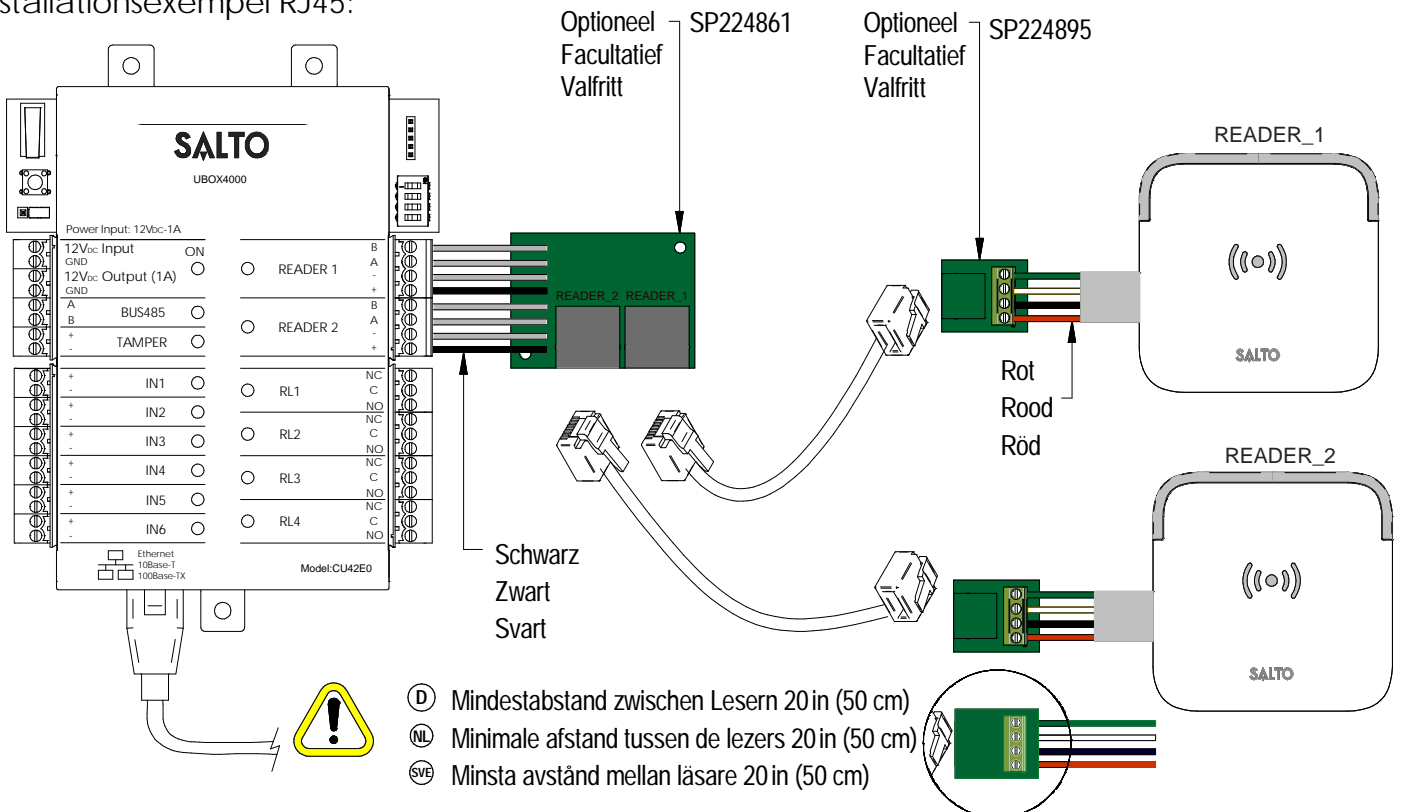 stallationsexempel RJ45:
Optioneel
Facultatief
Valfritt
SP224861
Optioneel
Facultatief
Valfritt
SP224895
SALTO
UBOX4000
Power Input: 12VDC-1A
12VDC Input
GND
12VDC Output (1A)
GND
ON
A
B
BUS485
+
-
TAMPER
+
-
IN1
+
-
IN2
+
-
IN3
+
-
IN4
+
-
IN5
+
-
IN6
READER 1
B
A
-
+
READER 2
B
A
-
+
RL1
NC
C
NO
RL2
NC
C
NO
RL3
NC
C
NO
RL4
NC
C
NO
Ethernet
10Base-T
100Base-TX
Model:CU42E0
READER_2 READER_1
READER_1
SALTO
Rot
Rood
Röd
READER_2
SALTO
Schwarz
Zwart
Svart
D Mindestabstand zwischen Lesern 20 in (50 cm)
NL Minimale afstand tussen de lezers 20 in (50 cm)
SVE Minsta avstånd mellan läsare 20 in (50 cm)